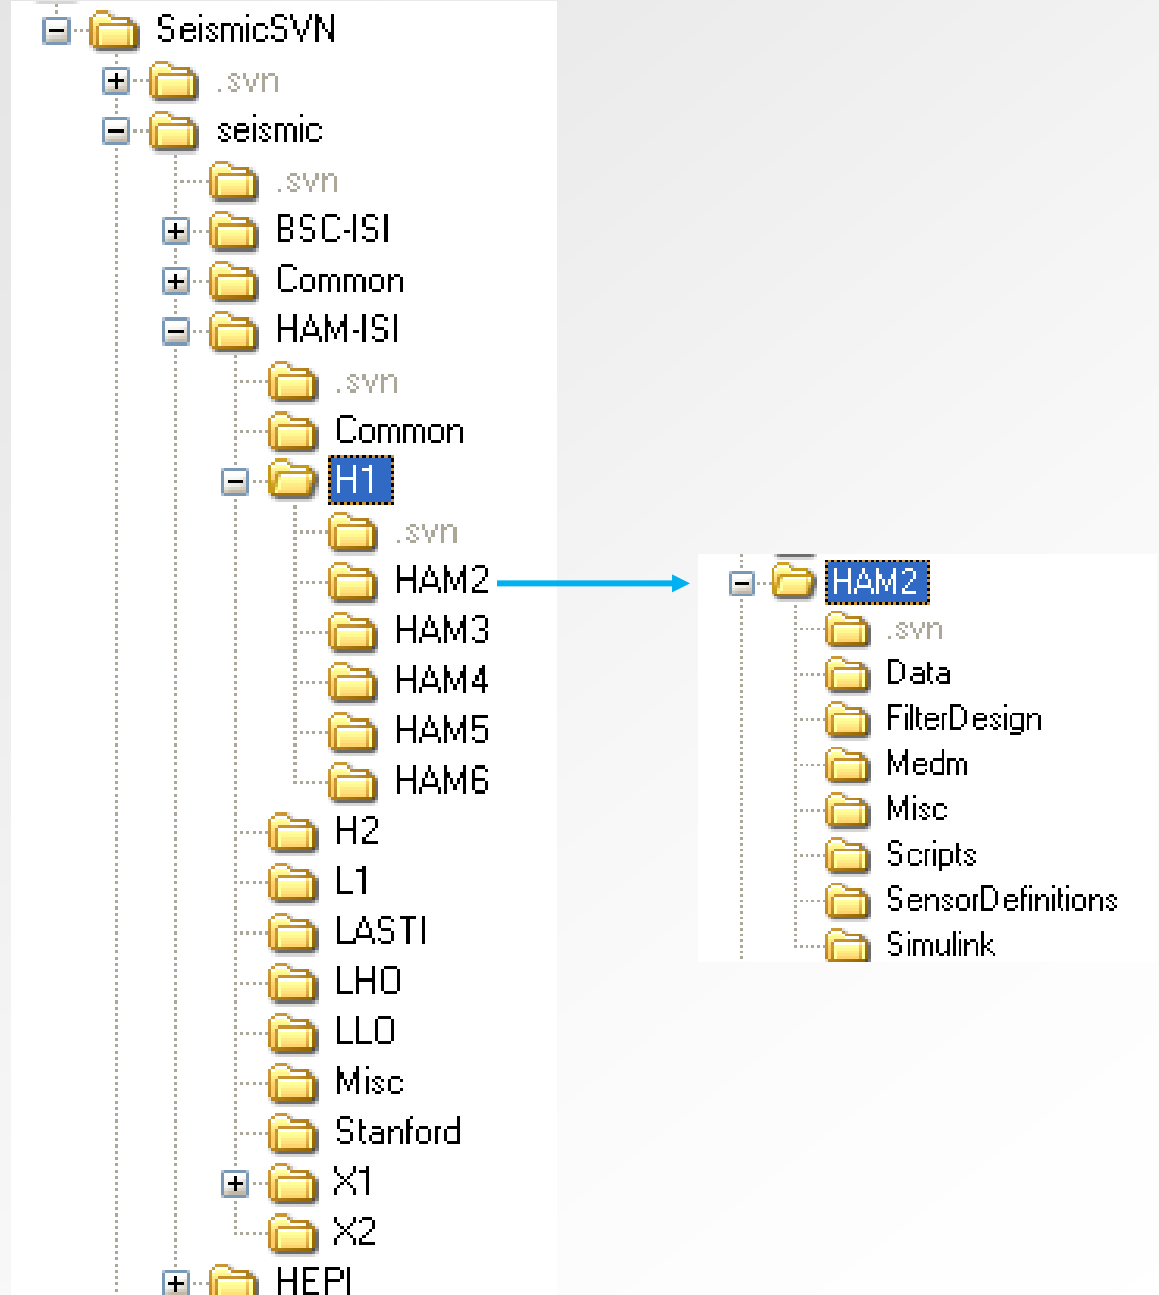 SeismicSVN
.svn
seismic
.svn
BSC-ISI
Common
HAM-ISI
.svn
Common
H1
.svn
HAM2
HAM3
HAM4
HAM5
HAM6
H2
L1
LASTI
LHO
LLO
Misc
Stanford
X1
X2
HEPI
HAM2
.svn
Data
FilterDesign
Medm
Misc
Scripts
SensorDefinitions
Simulink